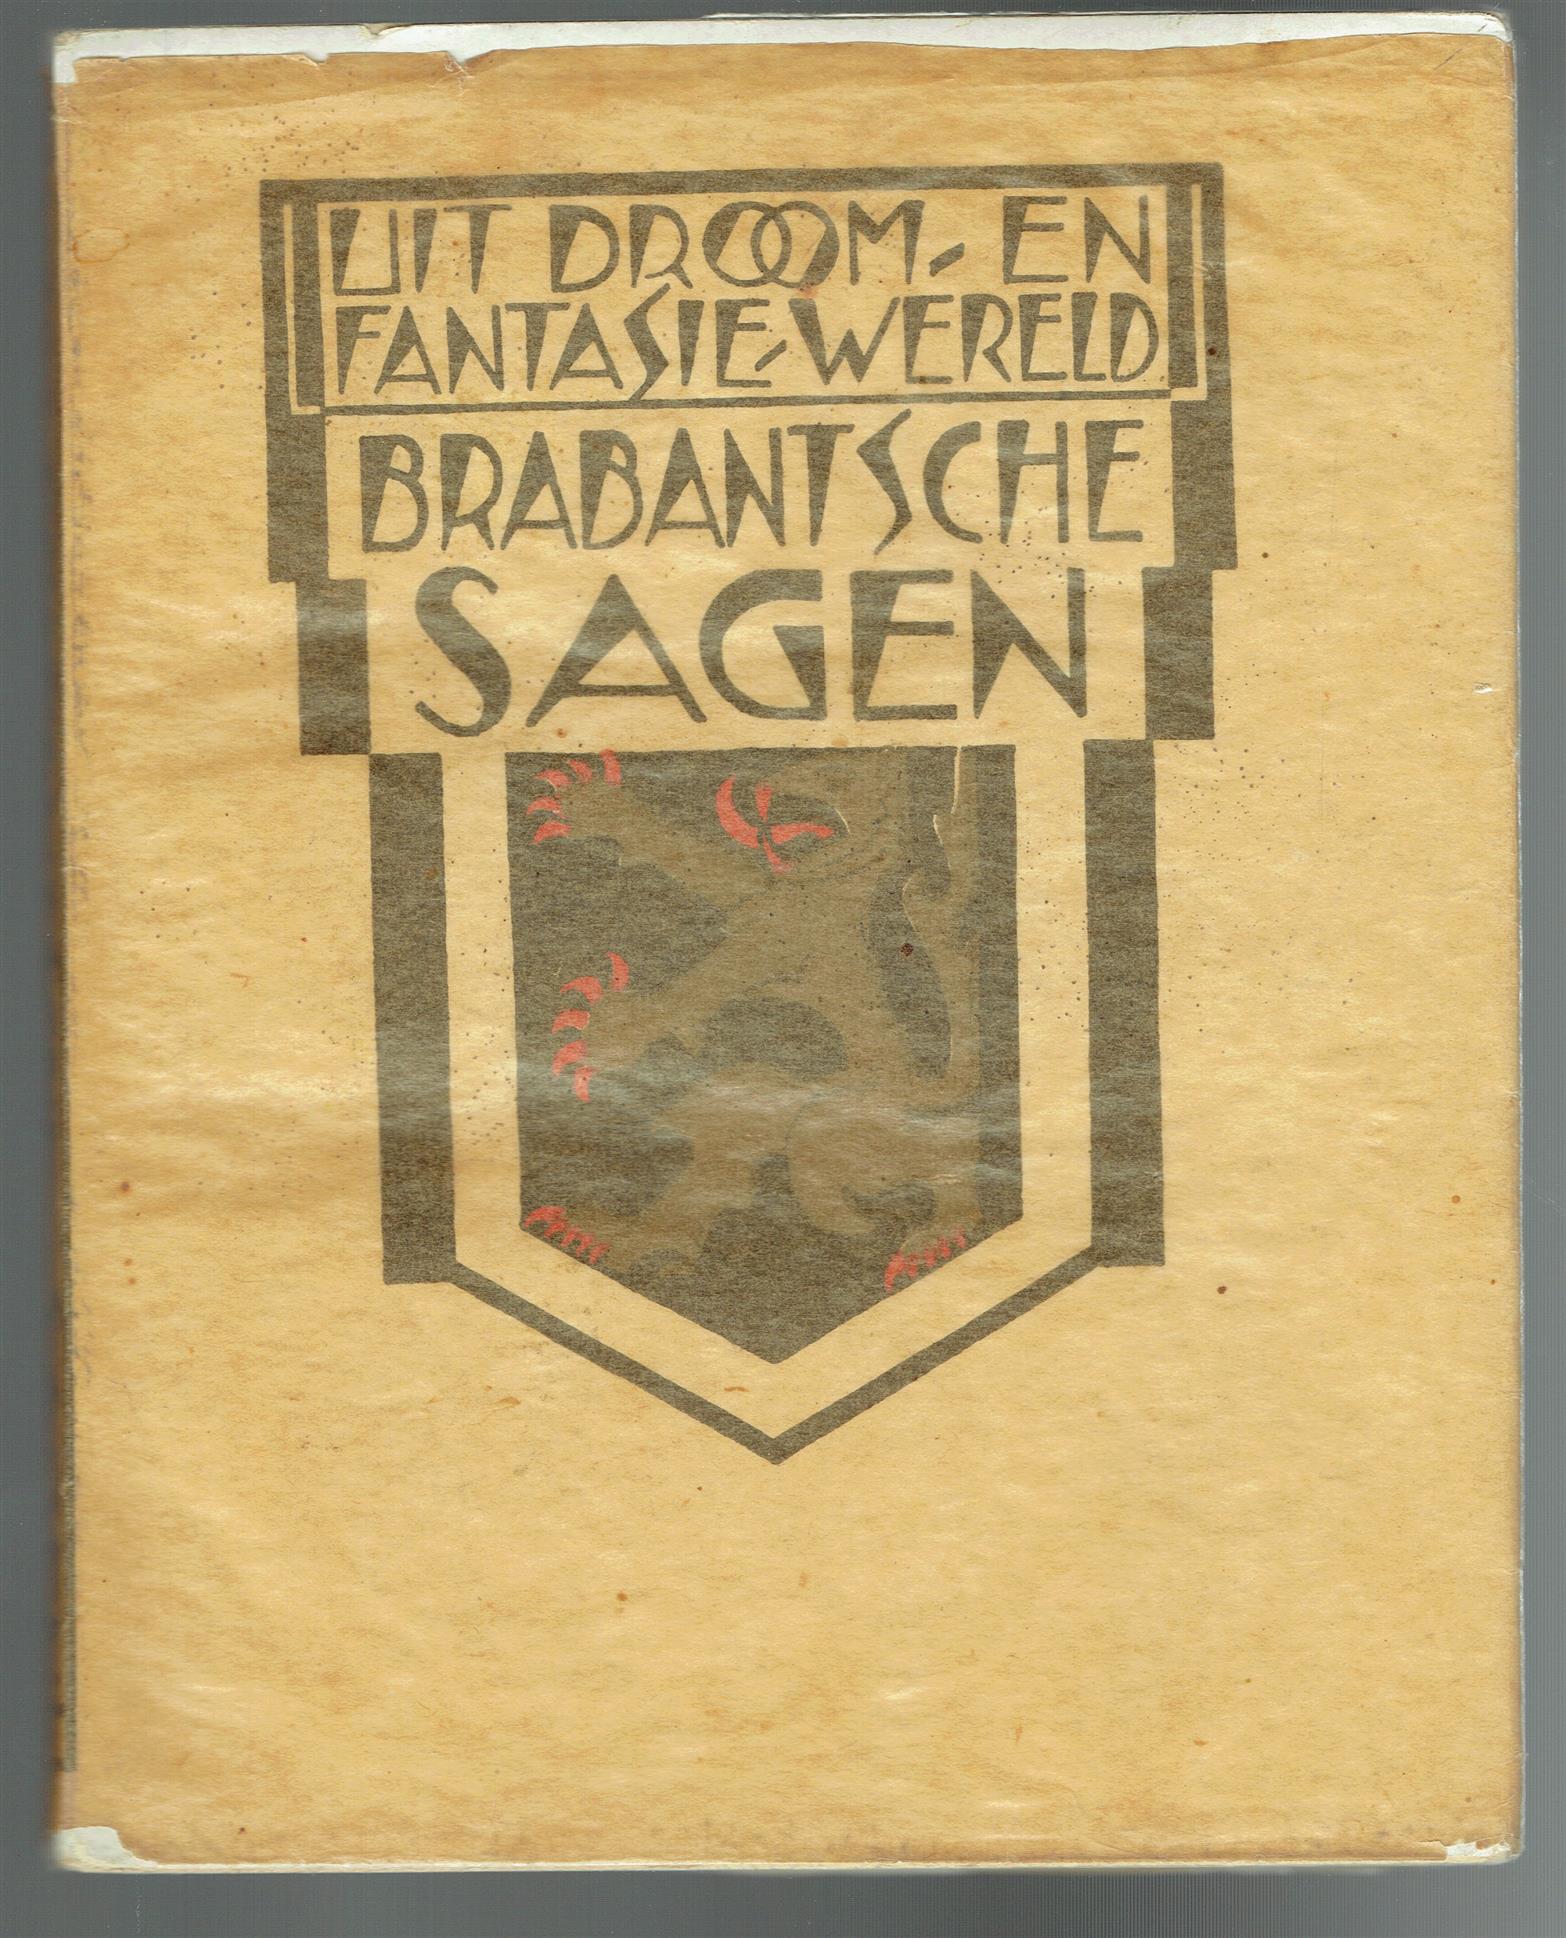 UIT DROOM- EN
FANTASIE-WERELD
BRABANTSCHE
SAGEN